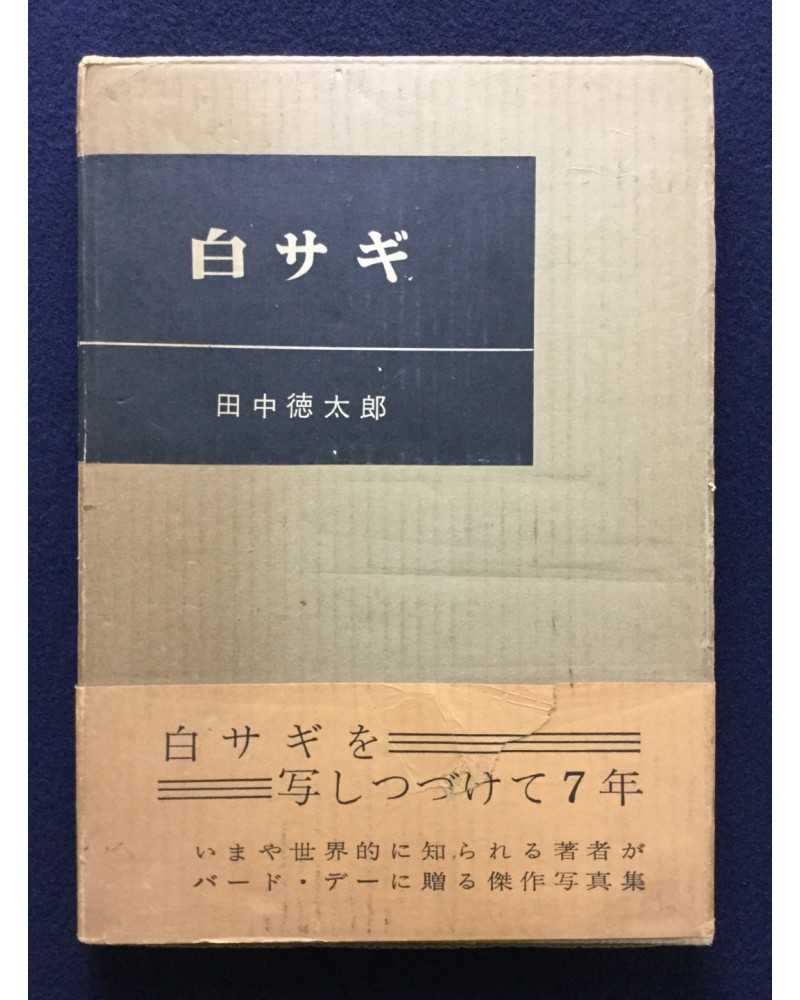 白サギ
田中徳太郎
白サギを
写しつづけて7年
いまや世界的に知られる著者が
バード・デーに贈る傑作写真集